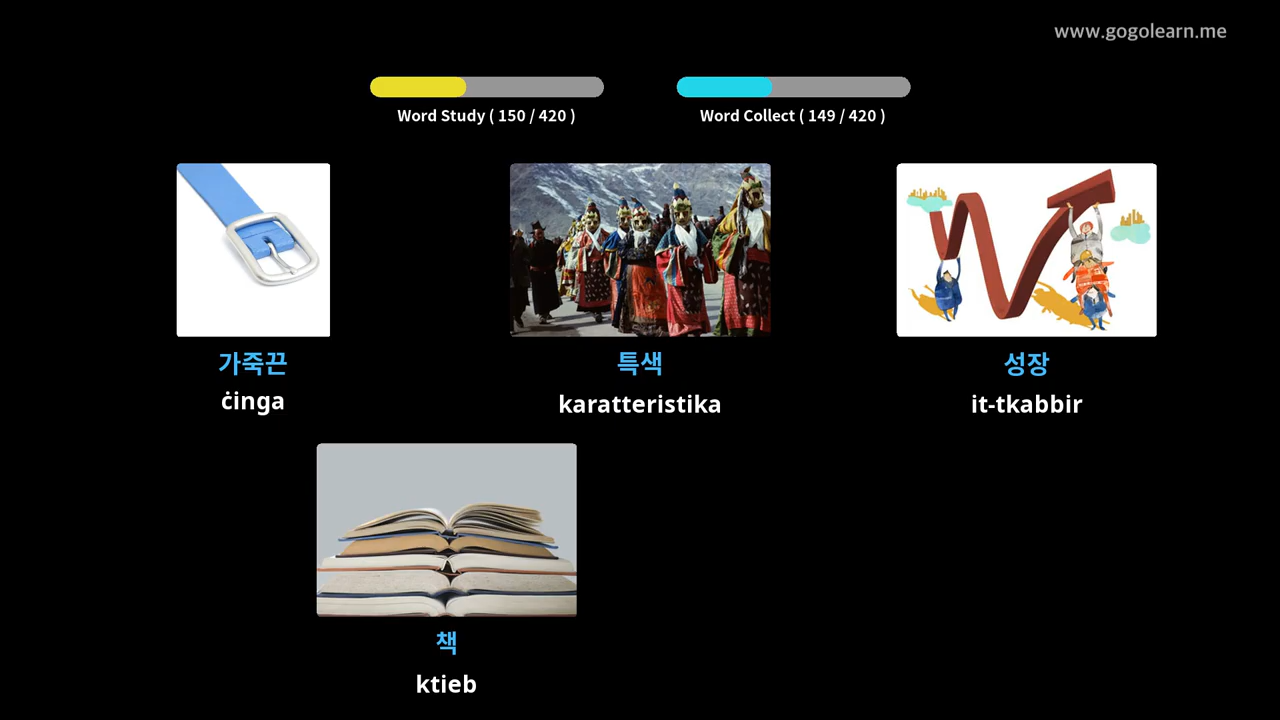 www.gogolearn.me
Word Study ( 150 / 420 )
Word Collect ( 149 / 420 )
가죽끈
ċinga
특색
karatteristika
성장
it-tkabbir
책
ktieb